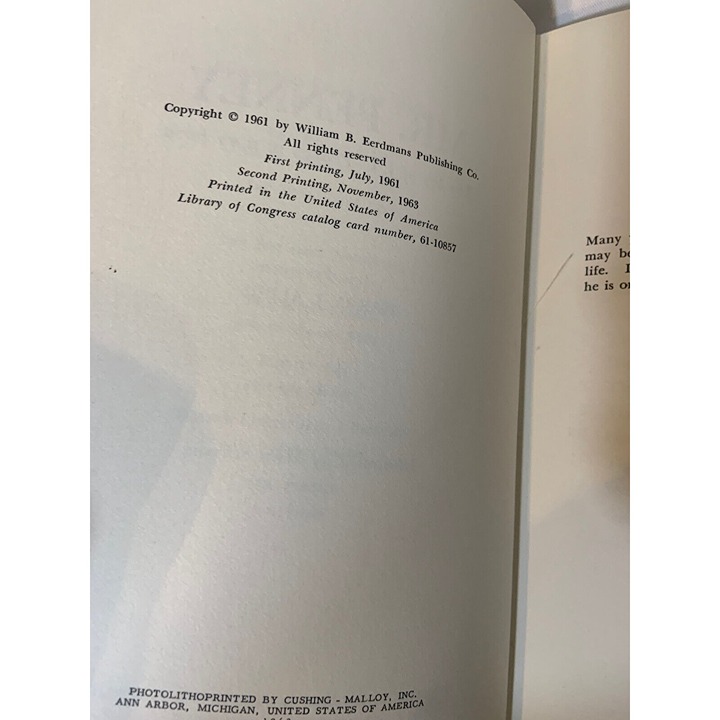 Copyright © 1961 by William B. Eerdmans Publishing Co.
All rights reserved
First printing, July, 1961
Second Printing, November, 1963
Printed in the United States of America
Library of Congress catalog card number, 61-10857
Many
may be
life.
he is
PHOTOLITHOPRINTED BY CUSHING - MALLOY, INC.
ANN ARBOR, MICHIGAN, UNITED STATES OF AMERICA